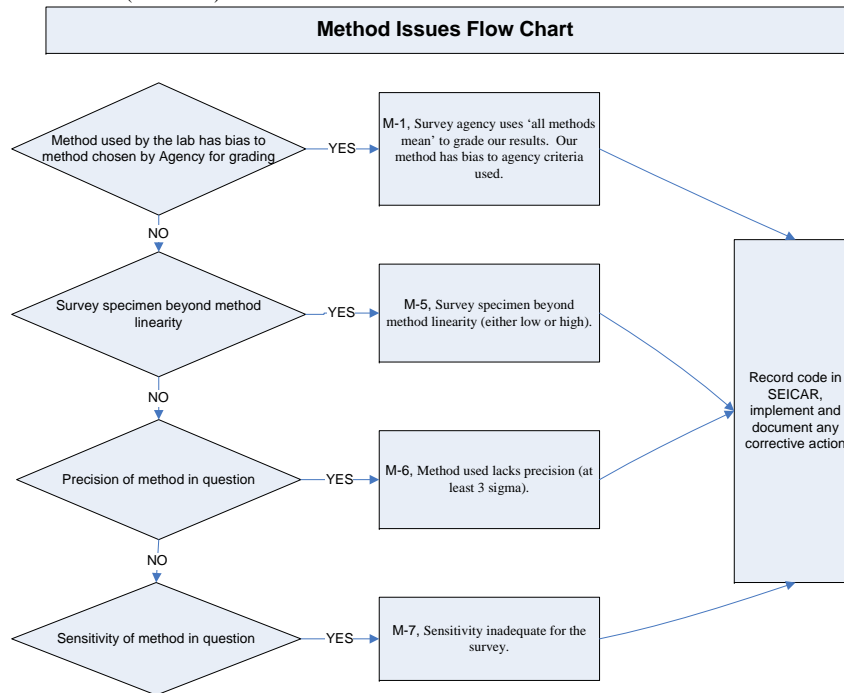 Method Issues Flow Chart
Method used by the lab has bias to
method chosen by Agency for grading
YES
M-1, Survey agency uses ‘all methods
mean’ to grade our results. Our
method has bias to agency criteria
used.
NO
Survey specimen beyond method
linearity
YES
M-5, Survey specimen beyond
method linearity (either low or high).
NO
Precision of method in question
YES
M-6, Method used lacks precision (at
least 3 sigma).
NO
Sensitivity of method in question
YES
M-7, Sensitivity inadequate for the
survey.
Record code in
SEICAR,
implement and
document any
corrective action